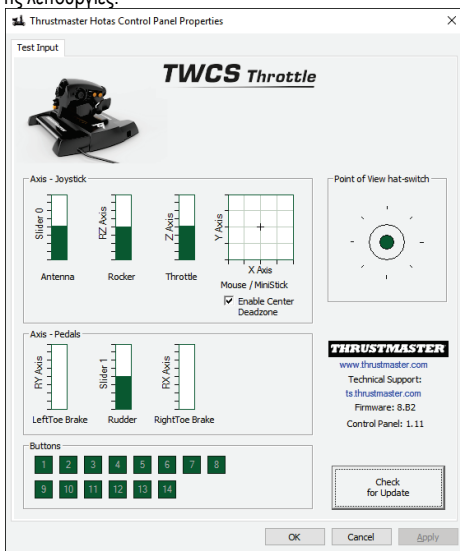 ης λειτουργίες.
Thrustmaster Hotas Control Panel Properties
Test Input
TWCS Throttle
Axis - Joystick
Slider 0
RZ Axis
Z Axis
Y Axis
X Axis
Antenna
Rocker
Throttle
Mouse / MiniStick
Enable Center
Deadzone
Point of View hat-switch
Axis - Pedals
RY Axis
Slider 1
RX Axis
LeftToe Brake
Rudder
RightToe Brake
THRUSTMASTER
www.thrustmaster.com
Technical Support:
ts.thrustmaster.com
Firmware: 8.B2
Control Panel: 1.11
Buttons
1 2 3 4 5 6 7 8
9 10 11 12 13 14
Check
for Update
OK Cancel Apply